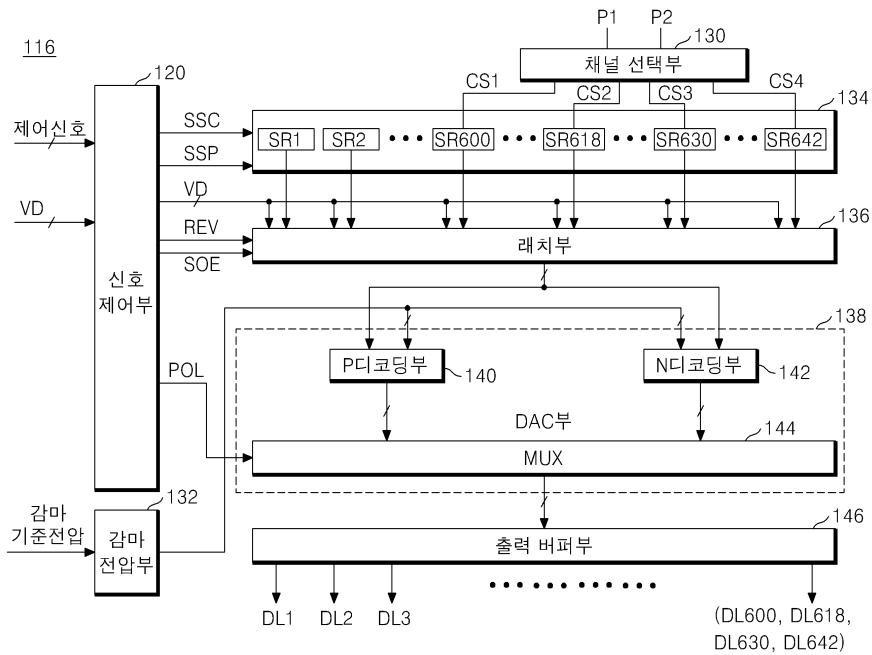 P1 P2
116
130
채널 선택부
120
CS1 CS2 CS3 CS4
134
제어신호
SSC
SR1 SR2 SR600 SR618 SR630 SR642
SSP
VD
VD
136
REV
래치부
SOE
신호
제어부
138
P디코딩부
140
N디코딩부
142
POL
DAC부
144
MUX
132
감마
기준전압
감마
전압부
146
출력 버퍼부
DL1 DL2 DL3
(DL600, DL618,
DL630, DL642)